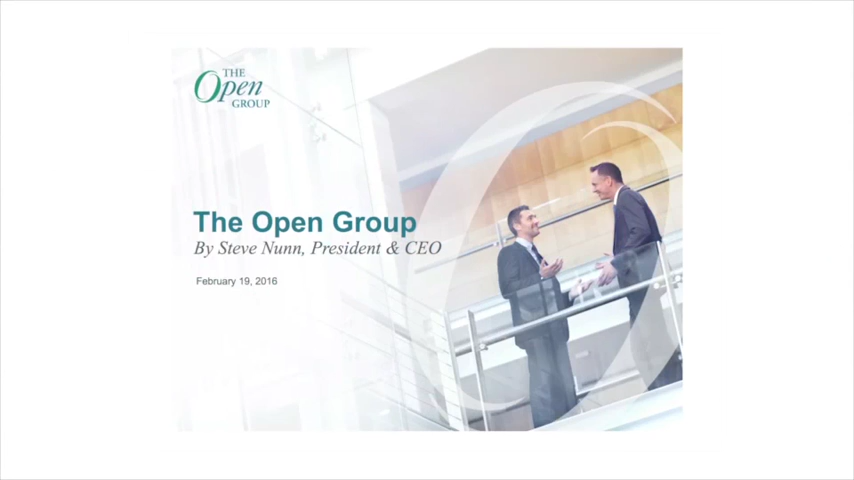 THE
Open
GROUP
The Open Group
By Steve Nunn, President & CEO
February 19, 2016